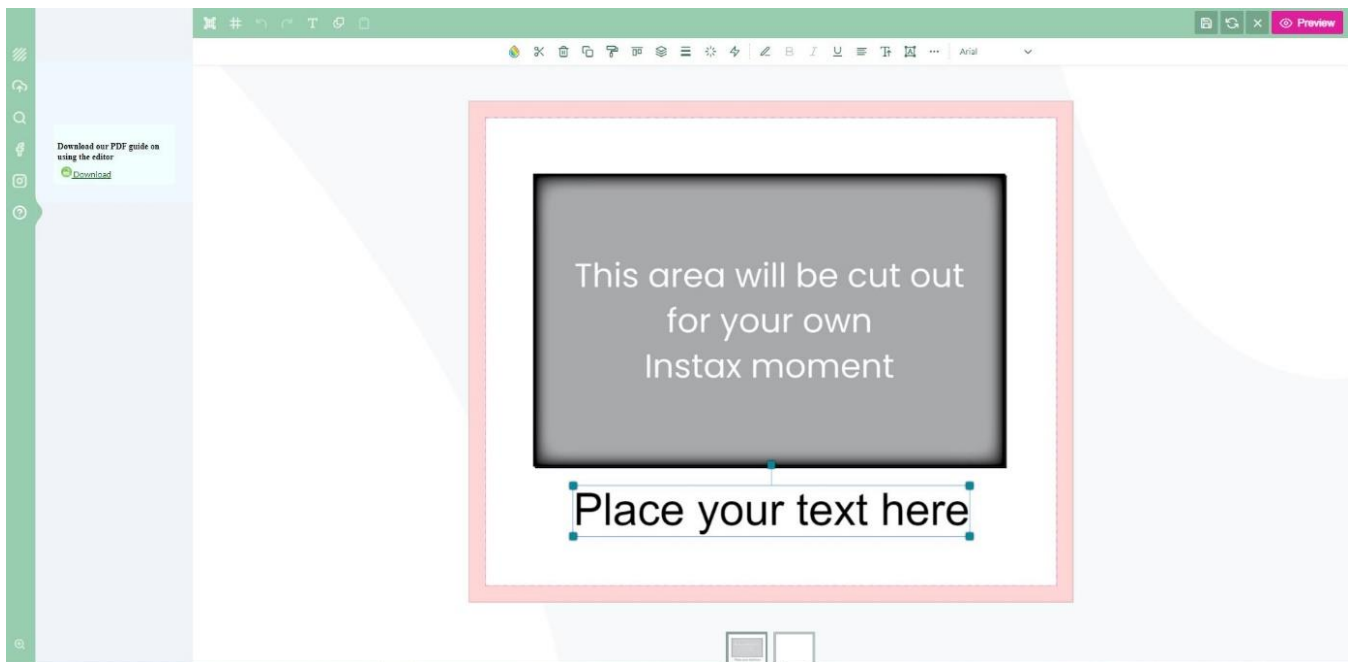 Preview
Arial
Download our PDF guide on
using the editor
Download
This area will be cut out
for your own
Instax moment
Place your text here